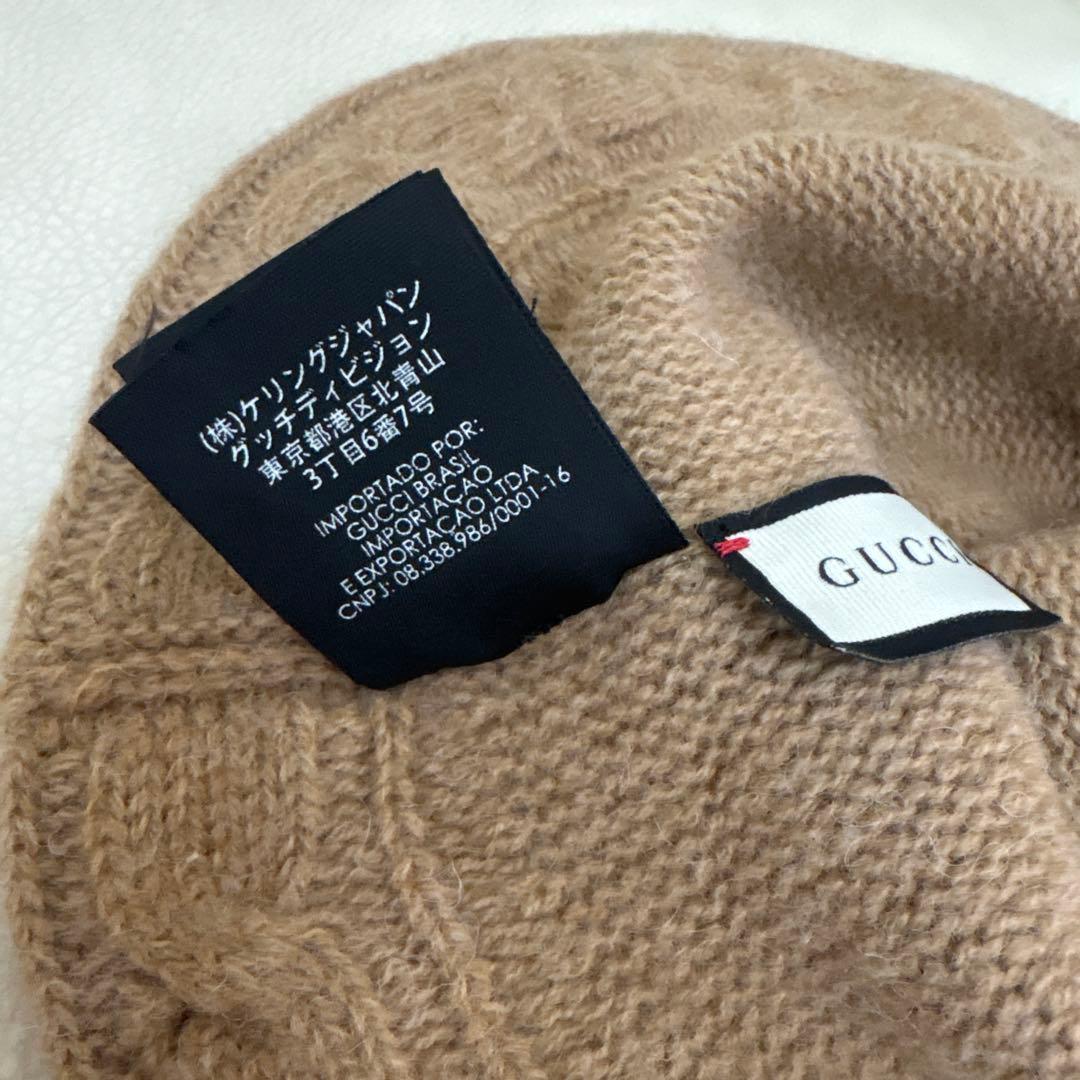 (株)ケリングジャパン
グッチディビジョン
東京都港区北青山
3丁目6番7号
IMPORTADO POR:
GUCCI BRASIL
IMPORTACAO
E EXPORTACAO LTDA
CNPJ: 08.338.986/0001-16
GUCCI